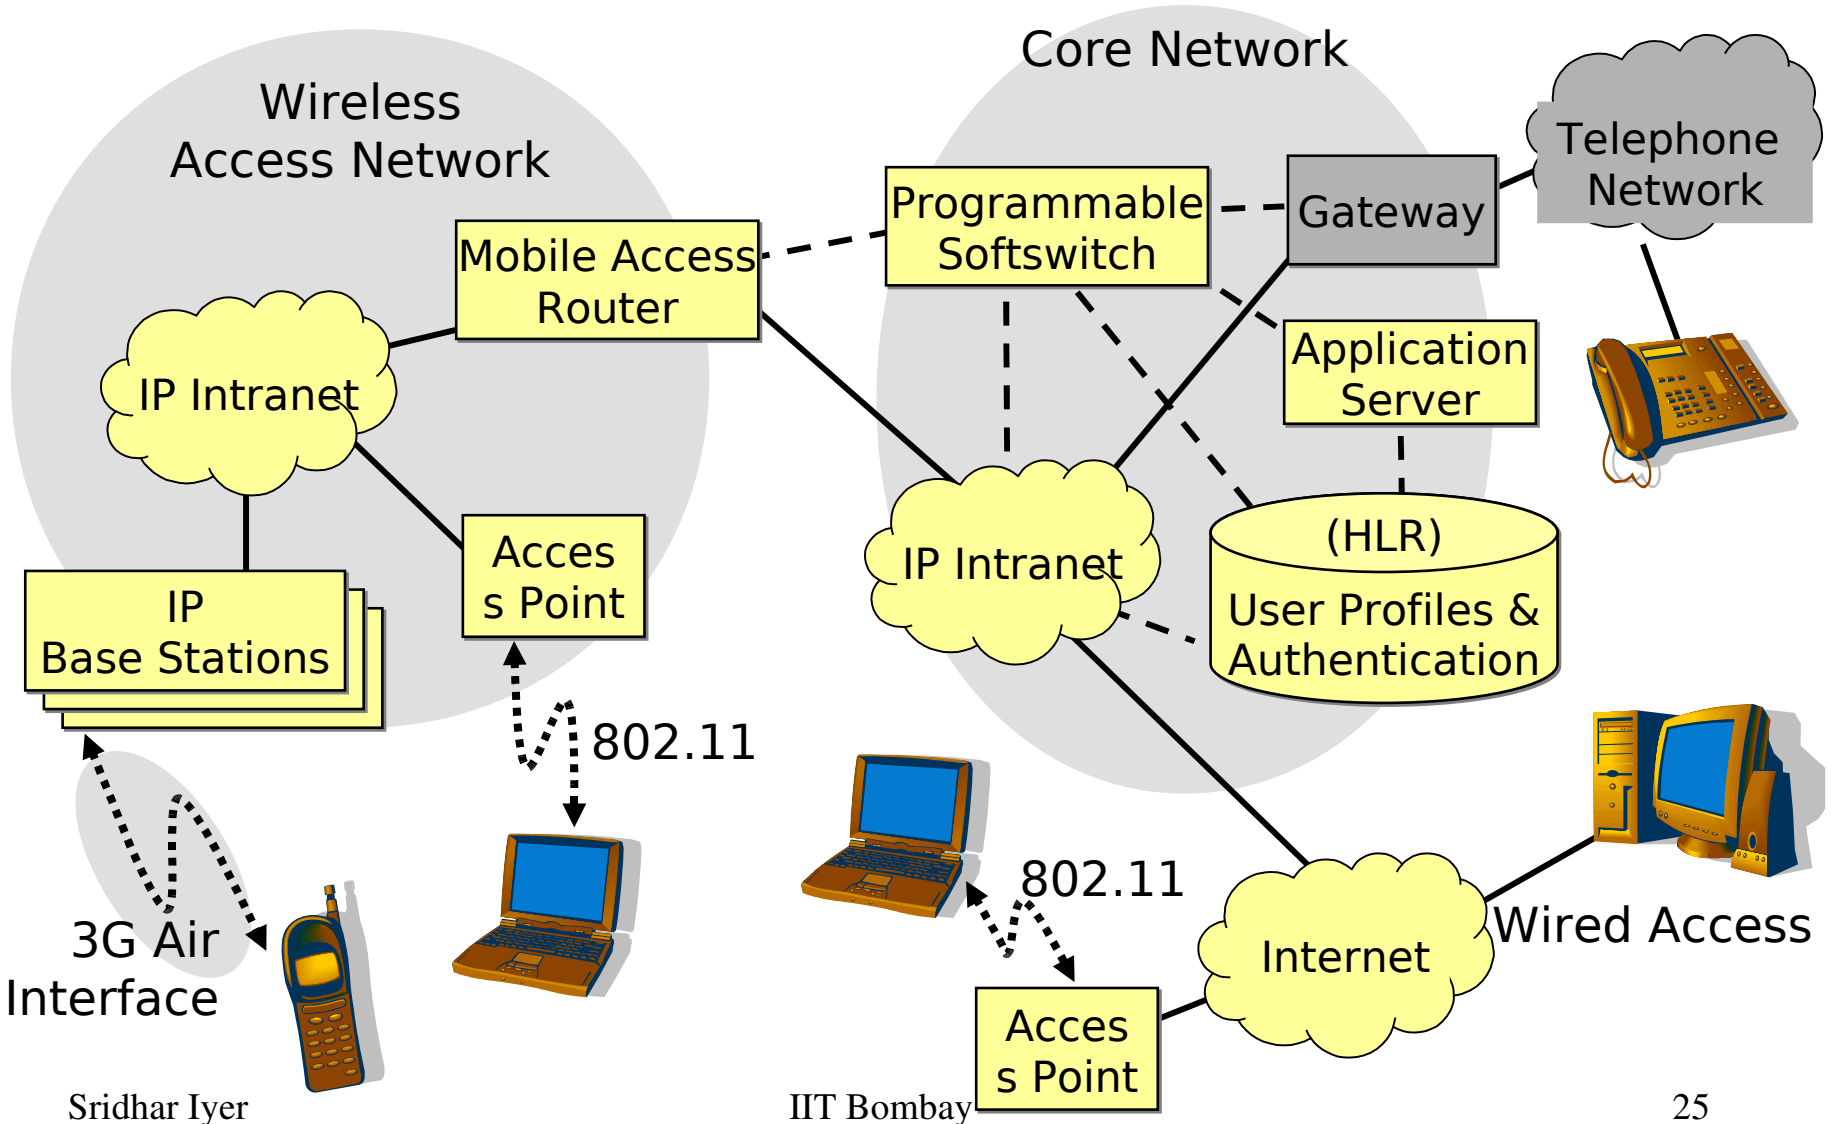 Core Network
Wireless
Access Network
Telephone
Network
Programmable
Softswitch
Gateway
Mobile Access
Router
Application
Server
IP Intranet
Acces
s Point
(HLR)
User Profiles &
Authentication
IP Intranet
IP
Base Stations
802.11
802.11
3G Air
Interface
Internet
Wired Access
Acces
s Point
Sridhar Iyer
IIT Bombay
25